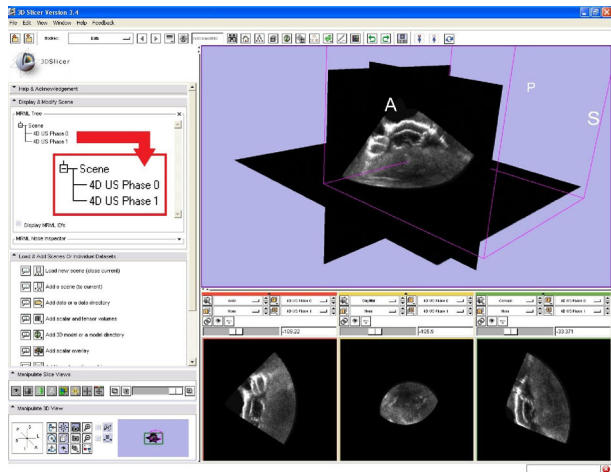 3D Slicer Version 3.4
File Edit View Window Help Feedback
Modules: Data
3DSlicer
Help & Acknowledgement
Display & Modify Scene
MRML Tree
Scene
4D US Phase 0
4D US Phase 1
Scene
4D US Phase 0
4D US Phase 1
Display MRML IDs
MRML Node Inspector
Load & Add Scenes Or Individual Datasets
Load new scene (close current)
Add a scene (to current)
Add data or a data directory
Add scalar and tensor volumes
Add 3D model or a model directory
Add scalar overlay
Manipulate Slice Views
Manipulate 3D View
A
P
S
Axial
4D US Phase 0
Sagittal
4D US Phase 0
Coronal
4D US Phase 0
None
4D US Phase 1
None
4D US Phase 1
None
4D US Phase 1
-33.371